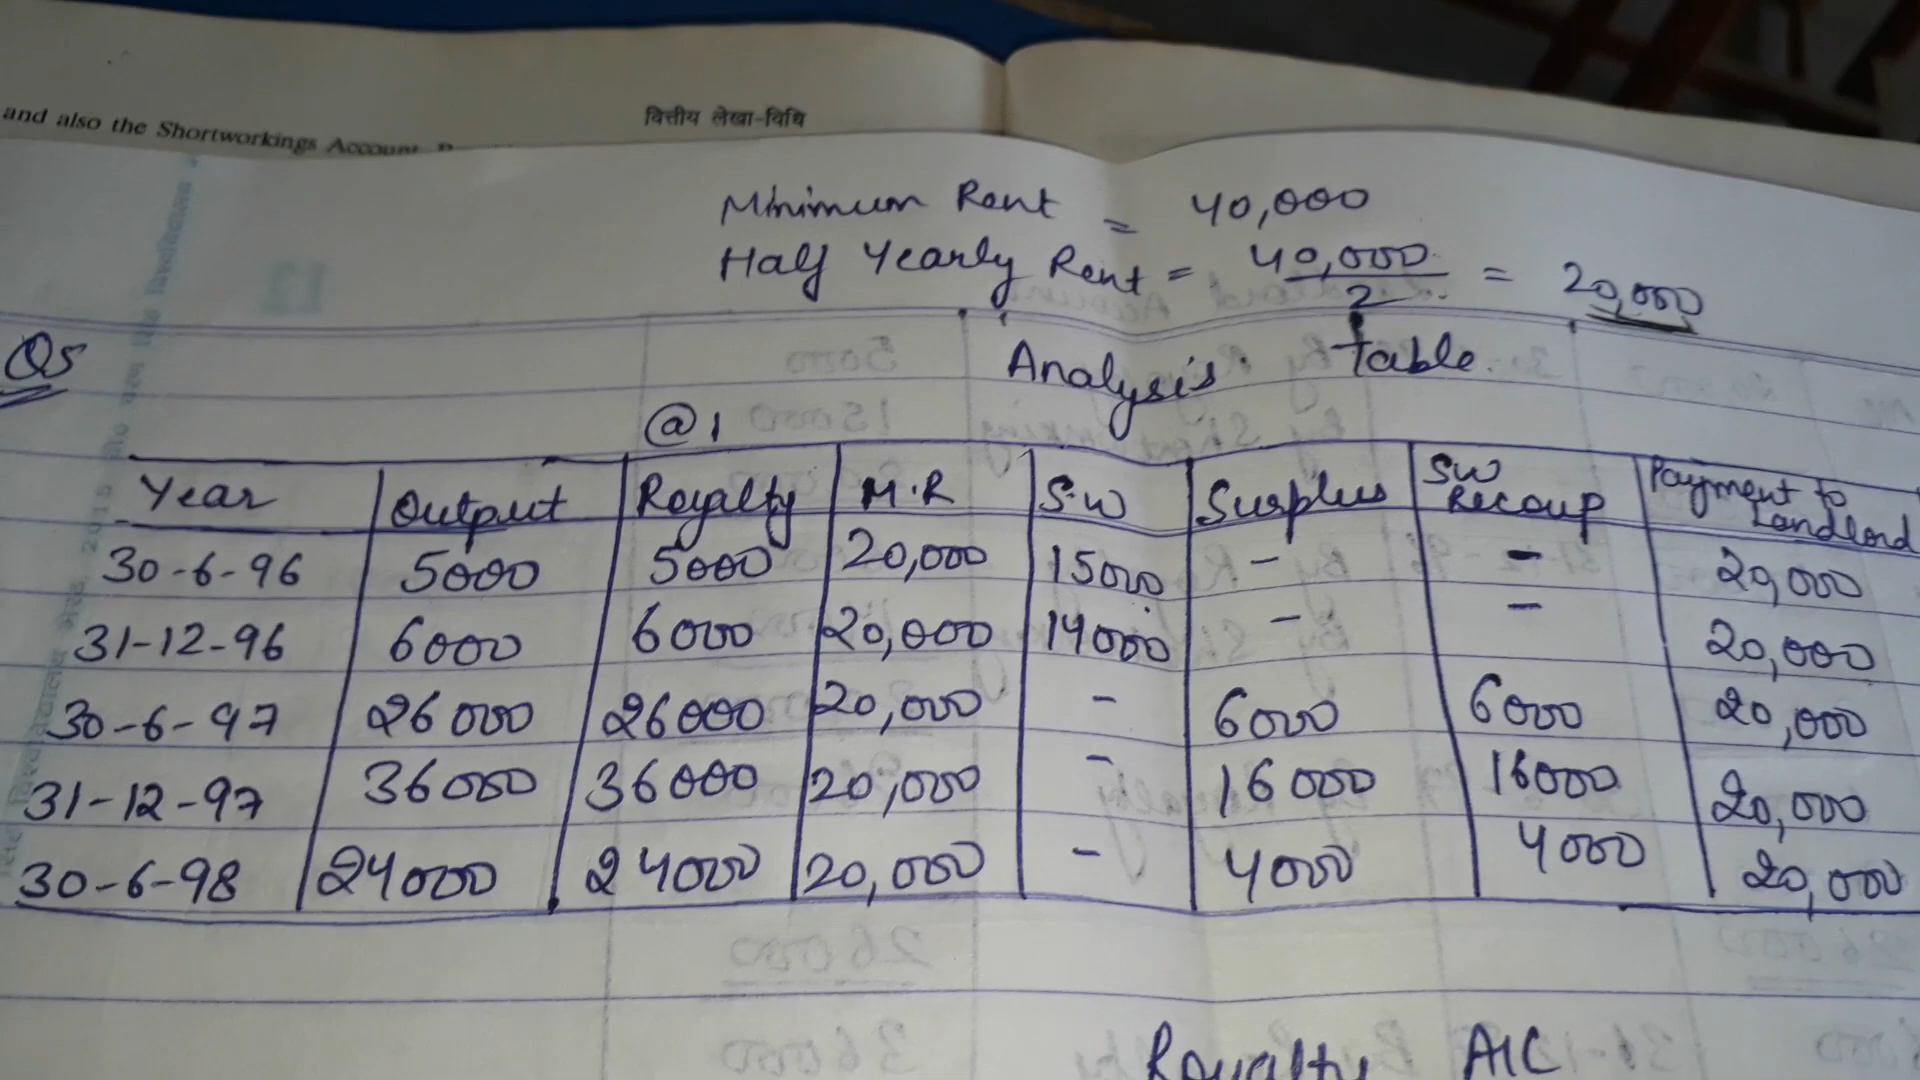 वित्तीय लेखा-विधि
and also the Shortworkings Account
Minimum Rent = 40,000
Half Yearly Rent = 40,000/2 = 20,000
Q5
Analysis Table
@1
Year Output Royalty M.R S.W Surplus SW Recoup Payment to Landlord
30-6-96 5000 5000 20,000 15000 - - 20,000
31-12-96 6000 6000 20,000 14000 - - 20,000
30-6-97 26000 26000 20,000 - 6000 6000 20,000
31-12-97 36000 36000 20,000 - 16000 16000 20,000
30-6-98 24000 24000 20,000 - 4000 4000 20,000
Royalty A/C